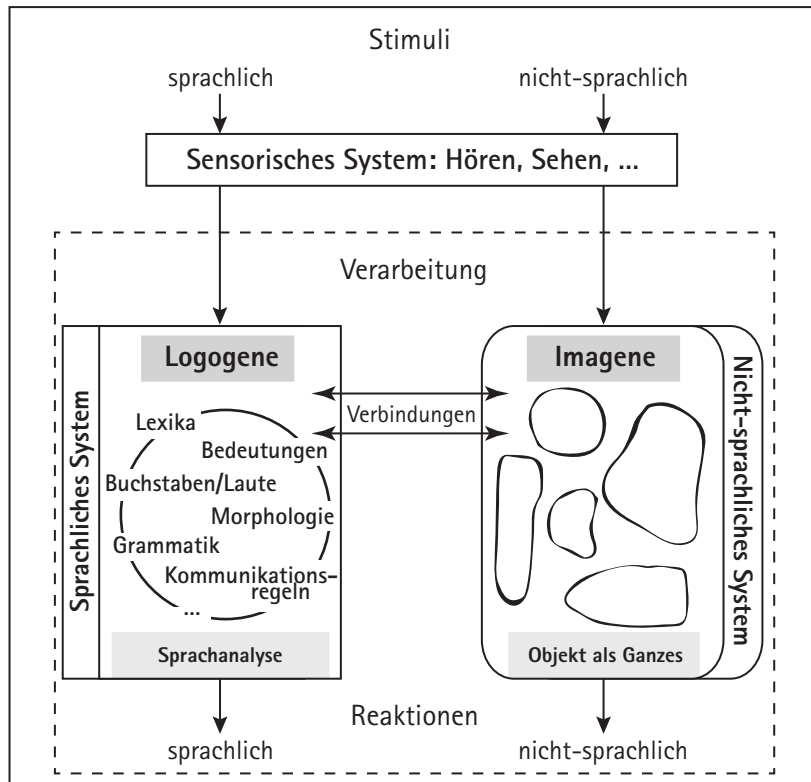 Stimuli
sprachlich
nicht-sprachlich
Sensorisches System: Hören, Sehen, ...
Verarbeitung
Sprachliches System
Logogene
Lexika
Bedeutungen
Buchstaben/Laute
Morphologie
Grammatik
Kommunikations-
regeln
...
Sprachanalyse
Verbindungen
Imagene
Objekt als Ganzes
Nicht-sprachliches System
Reaktionen
sprachlich
nicht-sprachlich